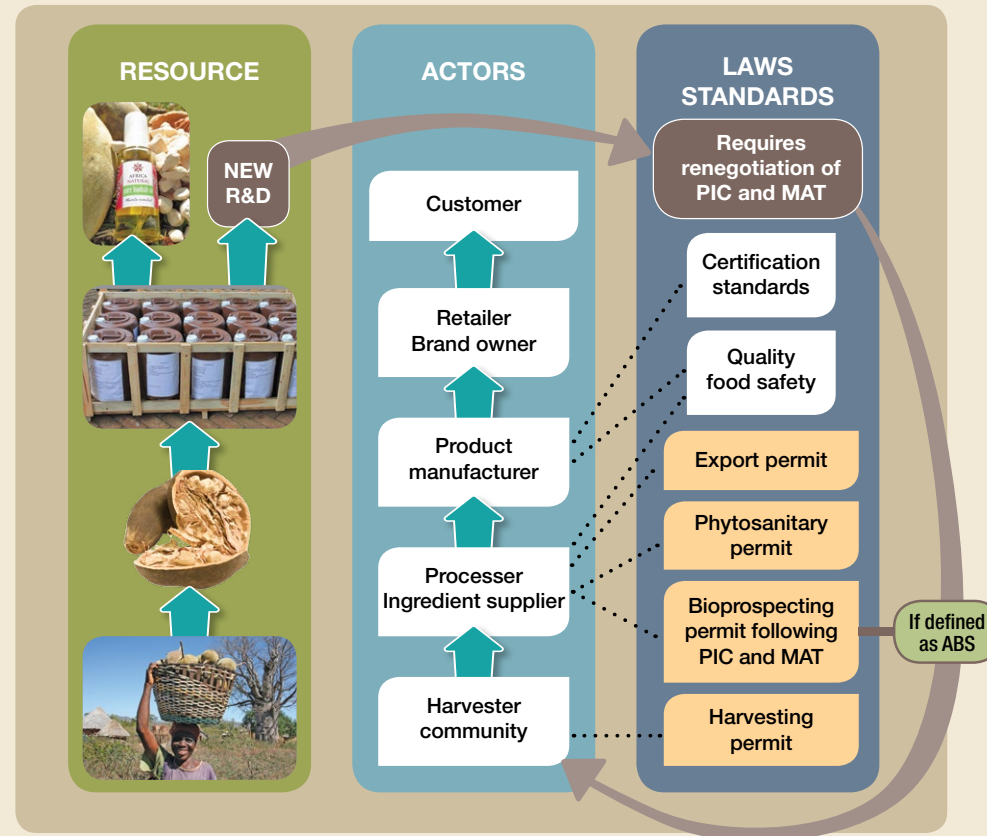 RESOURCE
AFRICA
NATURAL
NEW
R&D
ACTORS
Customer
Retailer
Brand owner
Product
manufacturer
Processer
Ingredient supplier
Harvester
community
LAWS
STANDARDS
Requires
renegotiation of
PIC and MAT
Certification
standards
Quality
food safety
Export permit
Phytosanitary
permit
Bioprospecting
permit following
PIC and MAT
Harvesting
permit
If defined
as ABS